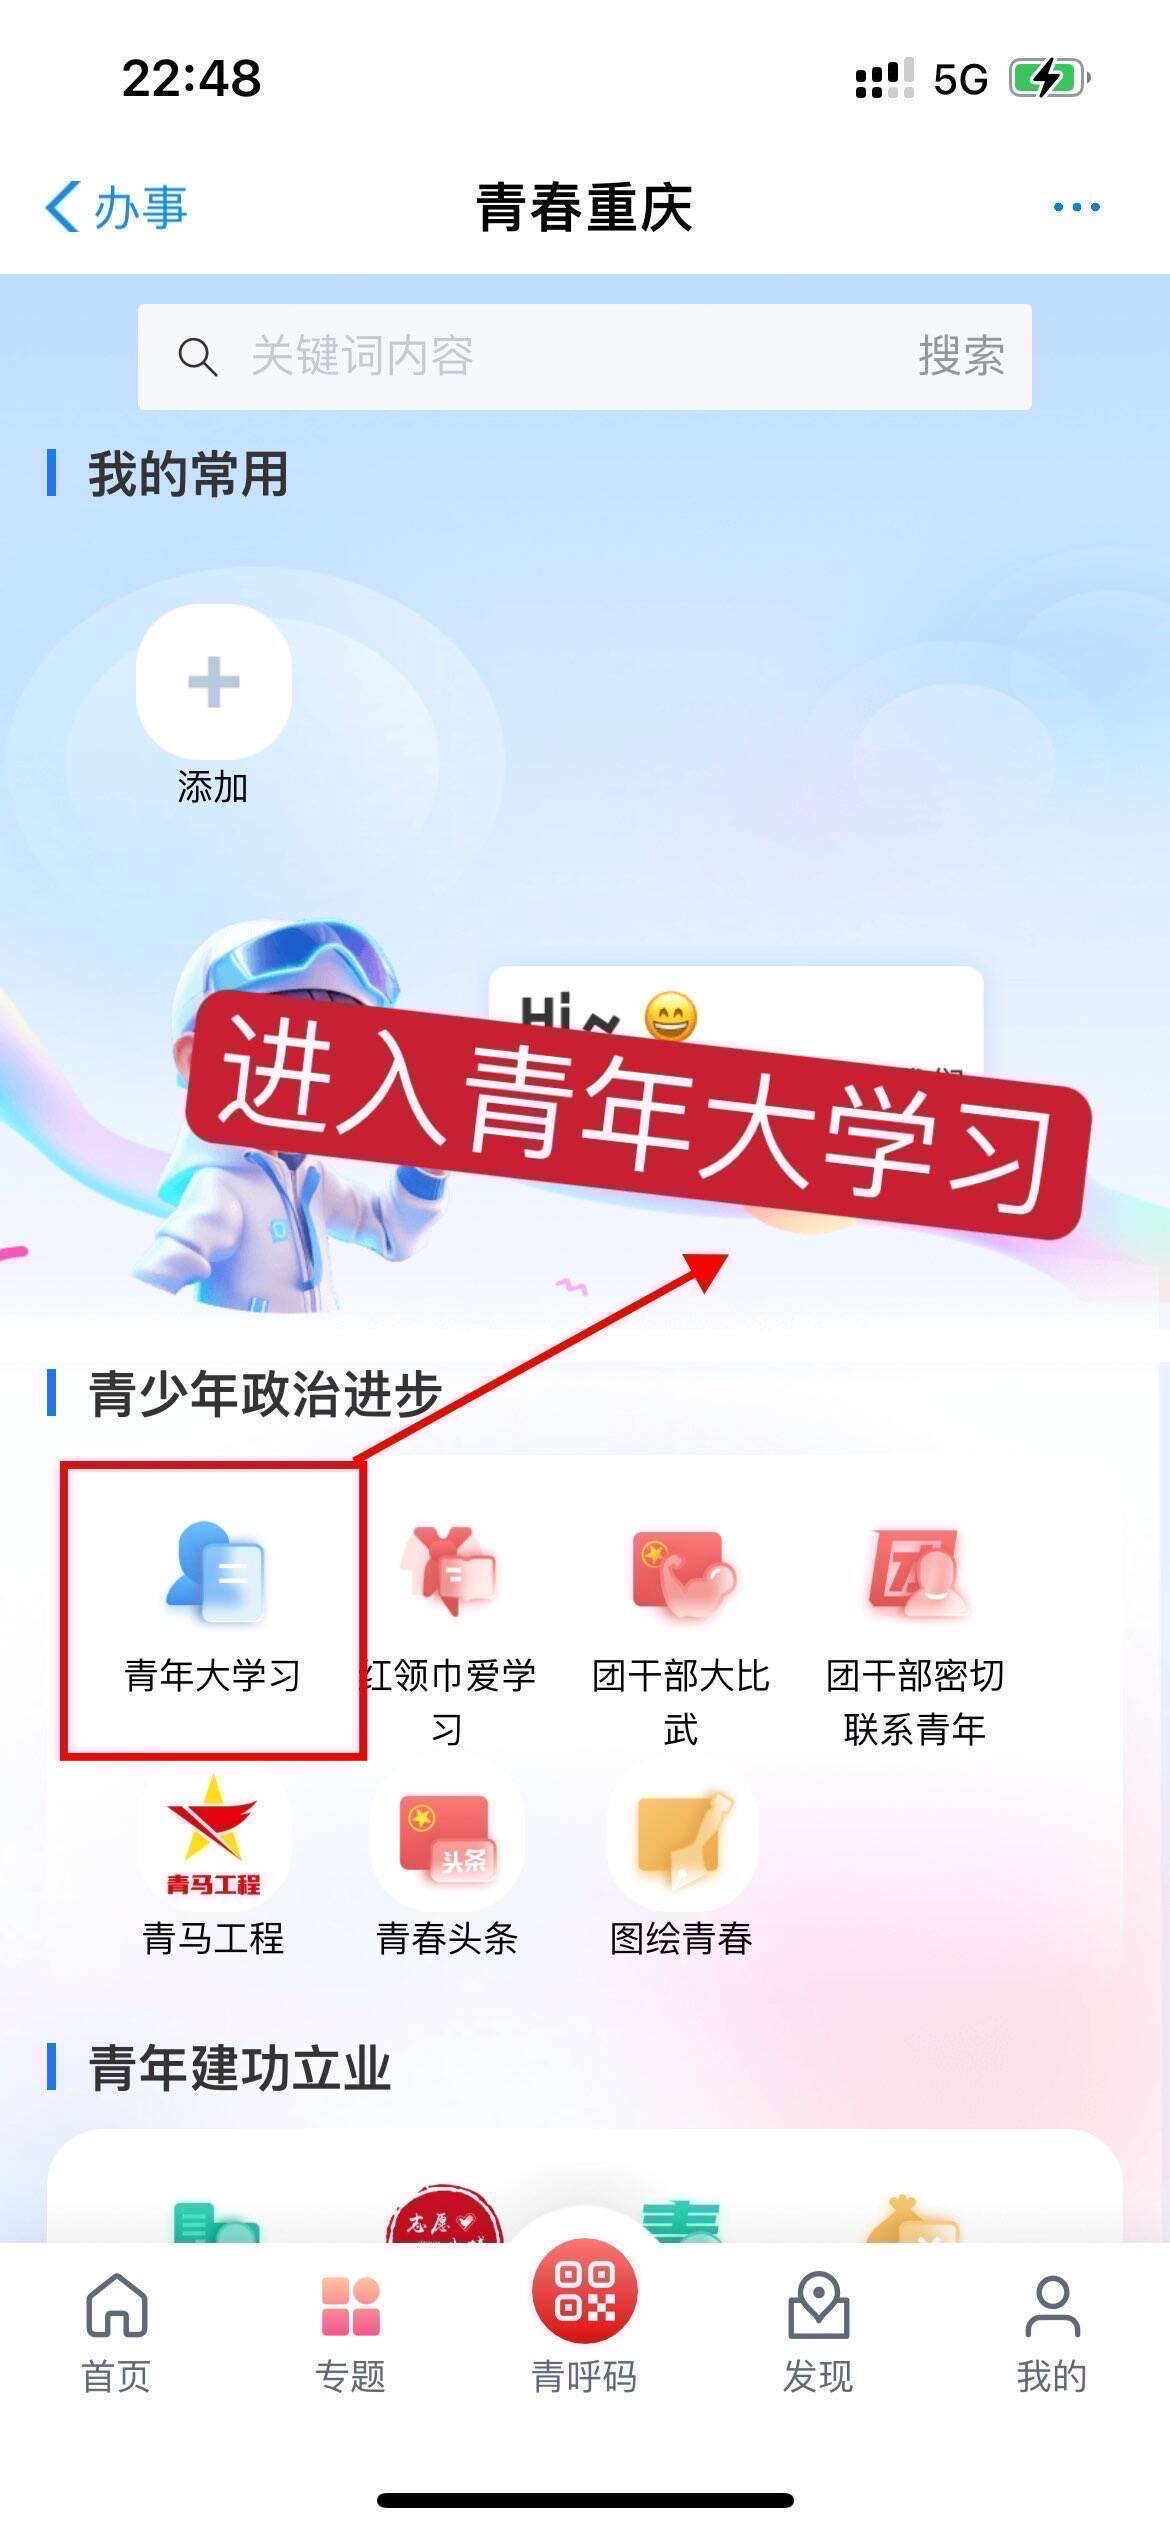 22:48
5G
办事
青春重庆
关键词内容
搜索
我的常用
添加
Hi~
进入青年大学习
青少年政治进步
青年大学习
红领巾爱学
习
团干部大比
武
团干部密切
联系青年
青马工程
头条
青马工程
青春头条
图绘青春
青年建功立业
志愿
首页
专题
青呼码
发现
我的